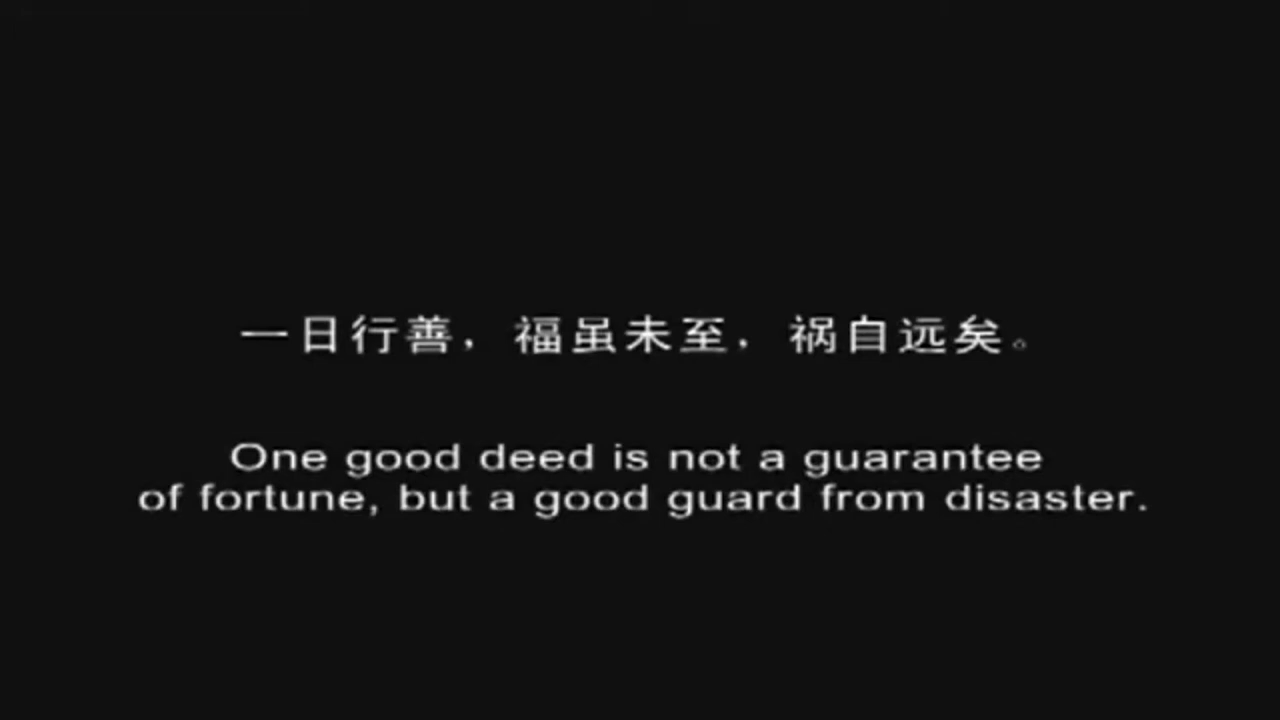 一日行善，福虽未至，祸自远矣。
One good deed is not a guarantee
of fortune, but a good guard from disaster.